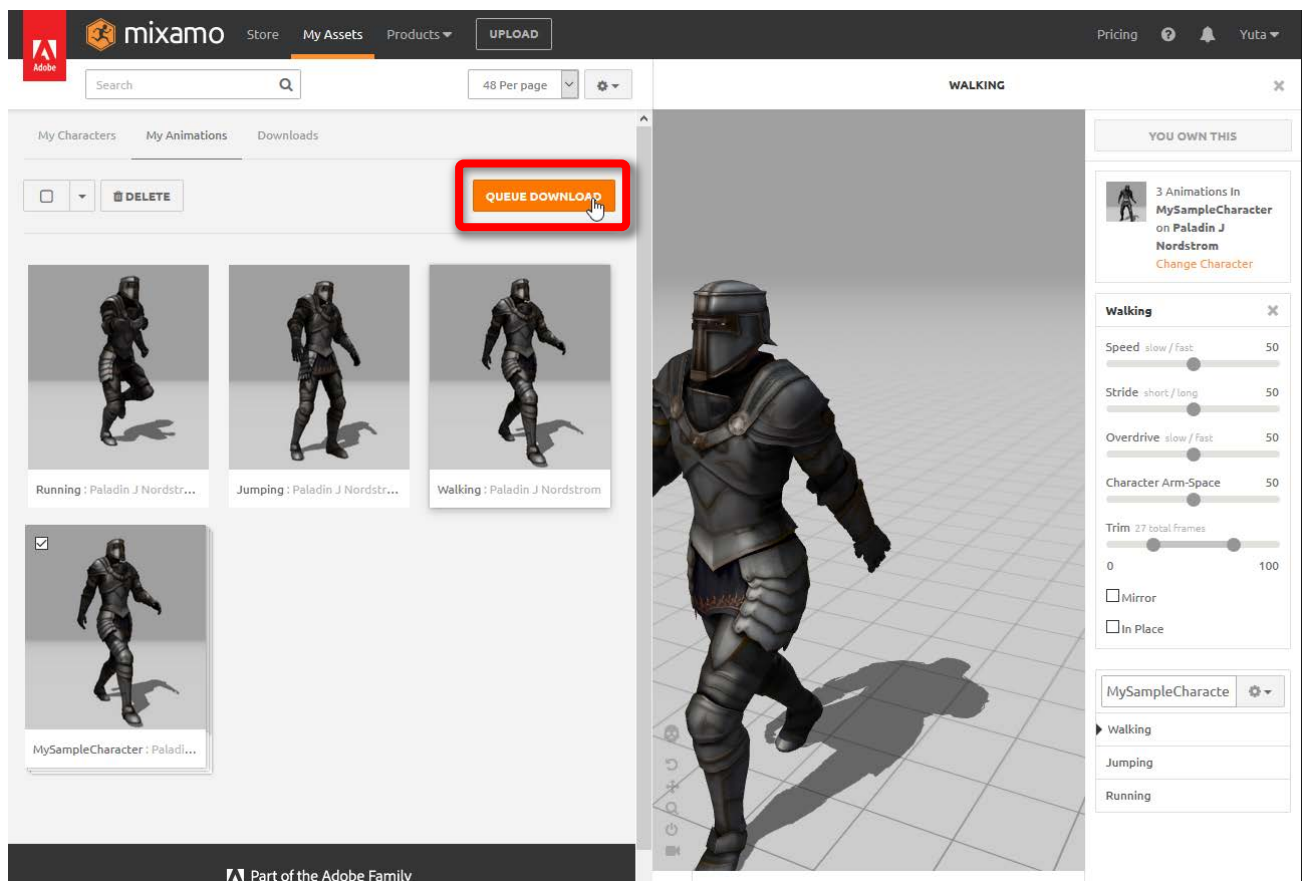 Adobe
mixamo Store My Assets Products UPLOAD Pricing Yuta
Search 48 Per page
My Characters My Animations Downloads
DELETE QUEUE DOWNLOAD
Running : Paladin J Nordstr... Jumping : Paladin J Nordstr... Walking : Paladin J Nordstrom
MySampleCharacter : Paladi...
Part of the Adobe Family
WALKING
YOU OWN THIS
3 Animations In
MySampleCharacter
on Paladin J
Nordstrom
Change Character
Walking
Speed slow / fast 50
Stride short / long 50
Overdrive slow / fast 50
Character Arm-Space 50
Trim 27 total frames
0 100
Mirror
In Place
MySampleCharacte
Walking
Jumping
Running